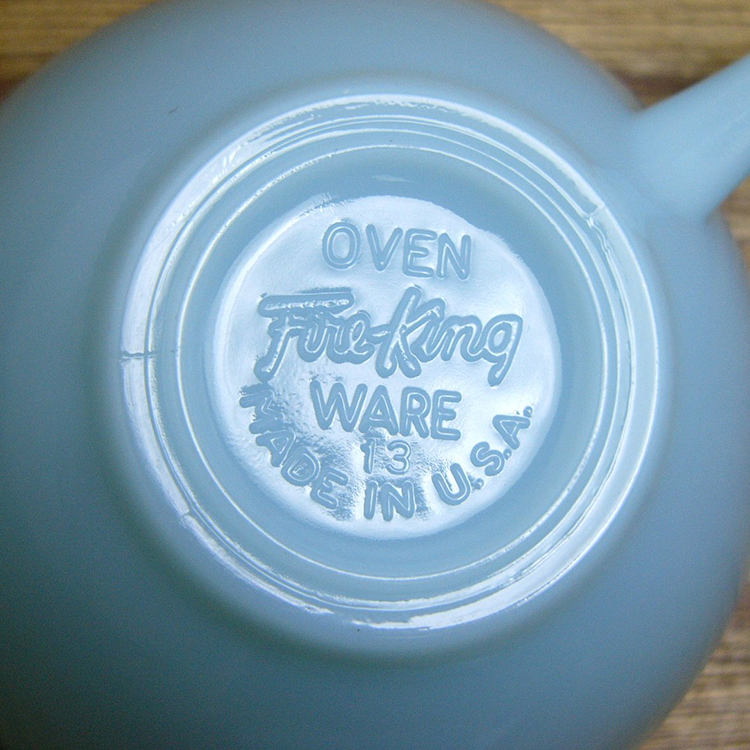 OVEN
Fire-King
WARE
13
MADE IN U.S.A.